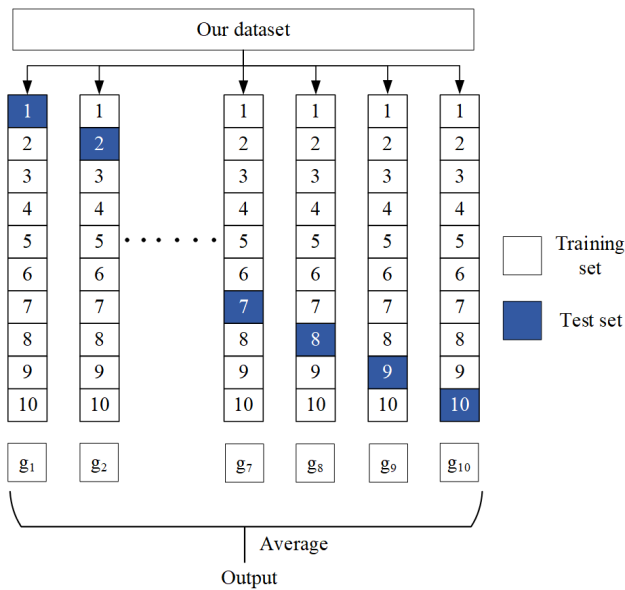 Our dataset
1 1 1 1 1 1
2 2 2 2 2 2
3 3 3 3 3 3
4 4 4 4 4 4
5 5 ······ 5 5 5 5
6 6 6 6 6 6
7 7 7 7 7 7
8 8 8 8 8 8
9 9 9 9 9 9
10 10 10 10 10 10
g₁ g₂ g₇ g₈ g₉ g₁₀
Training
set
Test set
Average
Output